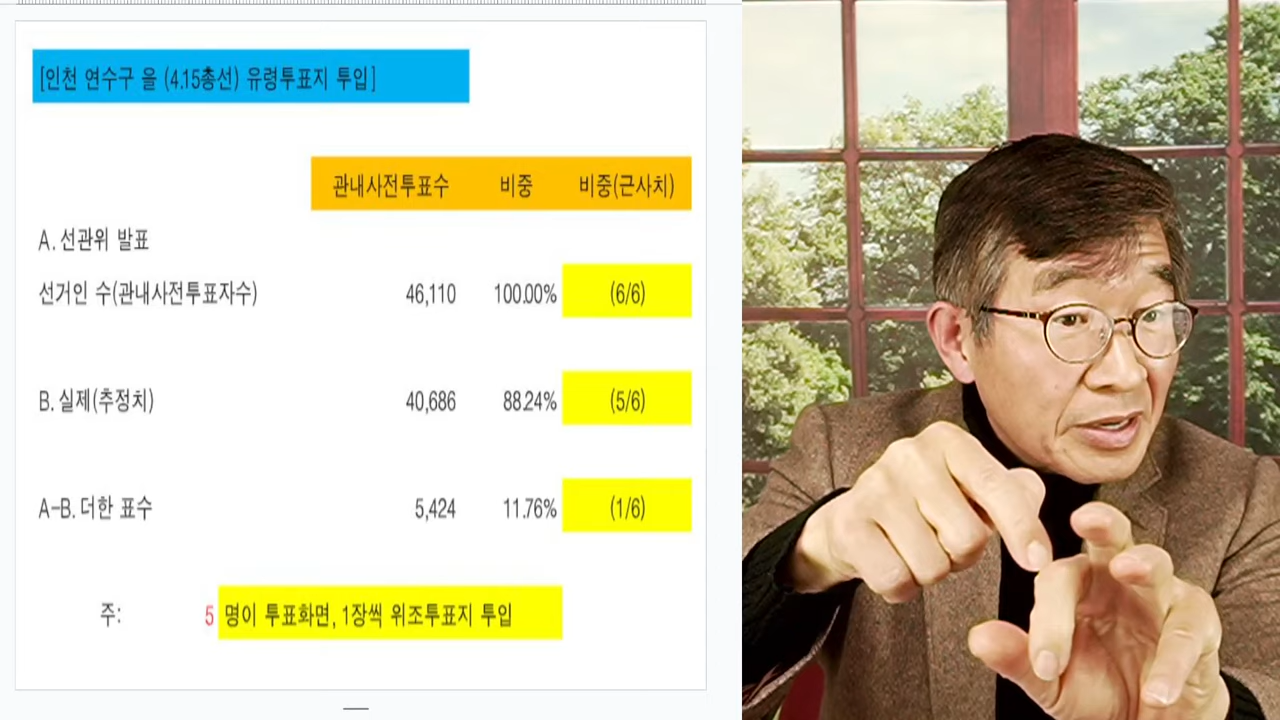 [인천 연수구 을 (4.15총선) 유령투표지 투입]
관내사전투표수 비중 비중(근사치)
A. 선관위 발표
선거인 수(관내사전투표자수) 46,110 100.00% (6/6)
B. 실제(추정치) 40,686 88.24% (5/6)
A-B. 더한 표수 5,424 11.76% (1/6)
주: 5 명이 투표화면, 1장씩 위조투표지 투입